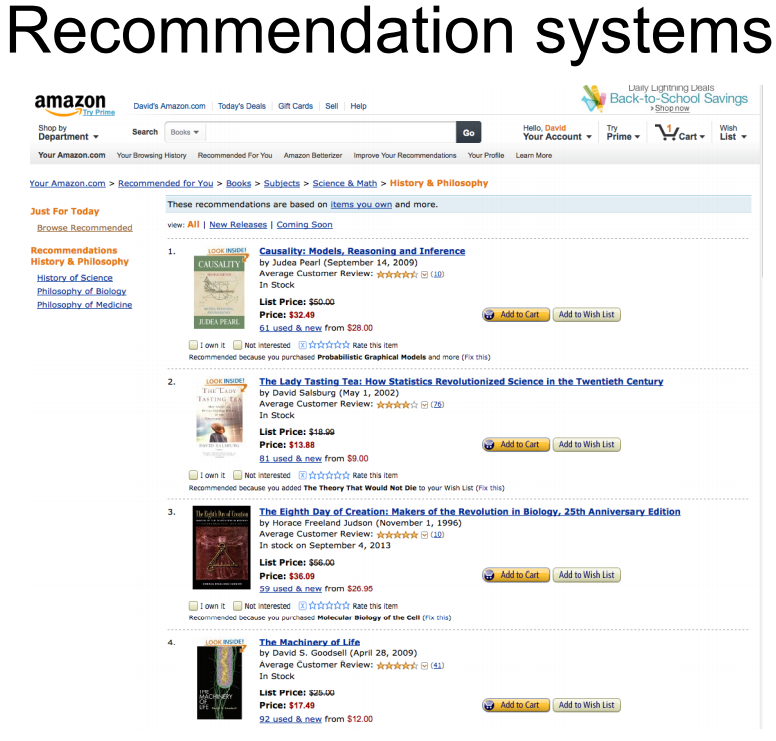 Recommendation systems
amazon
Try Prime
David's Amazon.com Today's Deals Gift Cards Sell Help
Daily Lightning Deals
Back-to-School Savings
Shop now
Shop by
Department
Search Books Go
Hello, David
Your Account
Try
Prime
1
Cart
Wish
List
Your Amazon.com Your Browsing History Recommended For You Amazon Betterizer Improve Your Recommendations Your Profile Learn More
Your Amazon.com > Recommended for You > Books > Subjects > Science & Math > History & Philosophy
Just For Today
Browse Recommended
Recommendations
History & Philosophy
History of Science
Philosophy of Biology
Philosophy of Medicine
These recommendations are based on items you own and more.
view: All | New Releases | Coming Soon
1.
LOOK INSIDE!
CAUSALITY
JUDEA PEARL
Causality: Models, Reasoning and Inference
by Judea Pearl (September 14, 2009)
Average Customer Review: (10)
In Stock
List Price: $50.00
Price: $32.49
61 used & new from $28.00
Add to Cart Add to Wish List
I own it Not interested X Rate this item
Recommended because you purchased Probabilistic Graphical Models and more (Fix this)
2.
LOOK INSIDE!
THE LADY
TASTING TEA
DAVID SALSBURG
The Lady Tasting Tea: How Statistics Revolutionized Science in the Twentieth Century
by David Salsburg (May 1, 2002)
Average Customer Review: (76)
In Stock
List Price: $18.99
Price: $13.88
81 used & new from $9.00
Add to Cart Add to Wish List
I own it Not interested X Rate this item
Recommended because you added The Theory That Would Not Die to your Wish List (Fix this)
3.
The Eighth Day of Creation
The Eighth Day of Creation: Makers of the Revolution in Biology, 25th Anniversary Edition
by Horace Freeland Judson (November 1, 1996)
Average Customer Review: (10)
In stock on September 4, 2013
List Price: $56.00
Price: $36.09
59 used & new from $26.95
Add to Cart Add to Wish List
I own it Not interested X Rate this item
Recommended because you purchased Molecular Biology of the Cell (Fix this)
4.
LOOK INSIDE!
THE
MACHINERY
OF
LIFE
The Machinery of Life
by David S. Goodsell (April 28, 2009)
Average Customer Review: (41)
In Stock
List Price: $25.00
Price: $17.49
92 used & new from $12.00
Add to Cart Add to Wish List